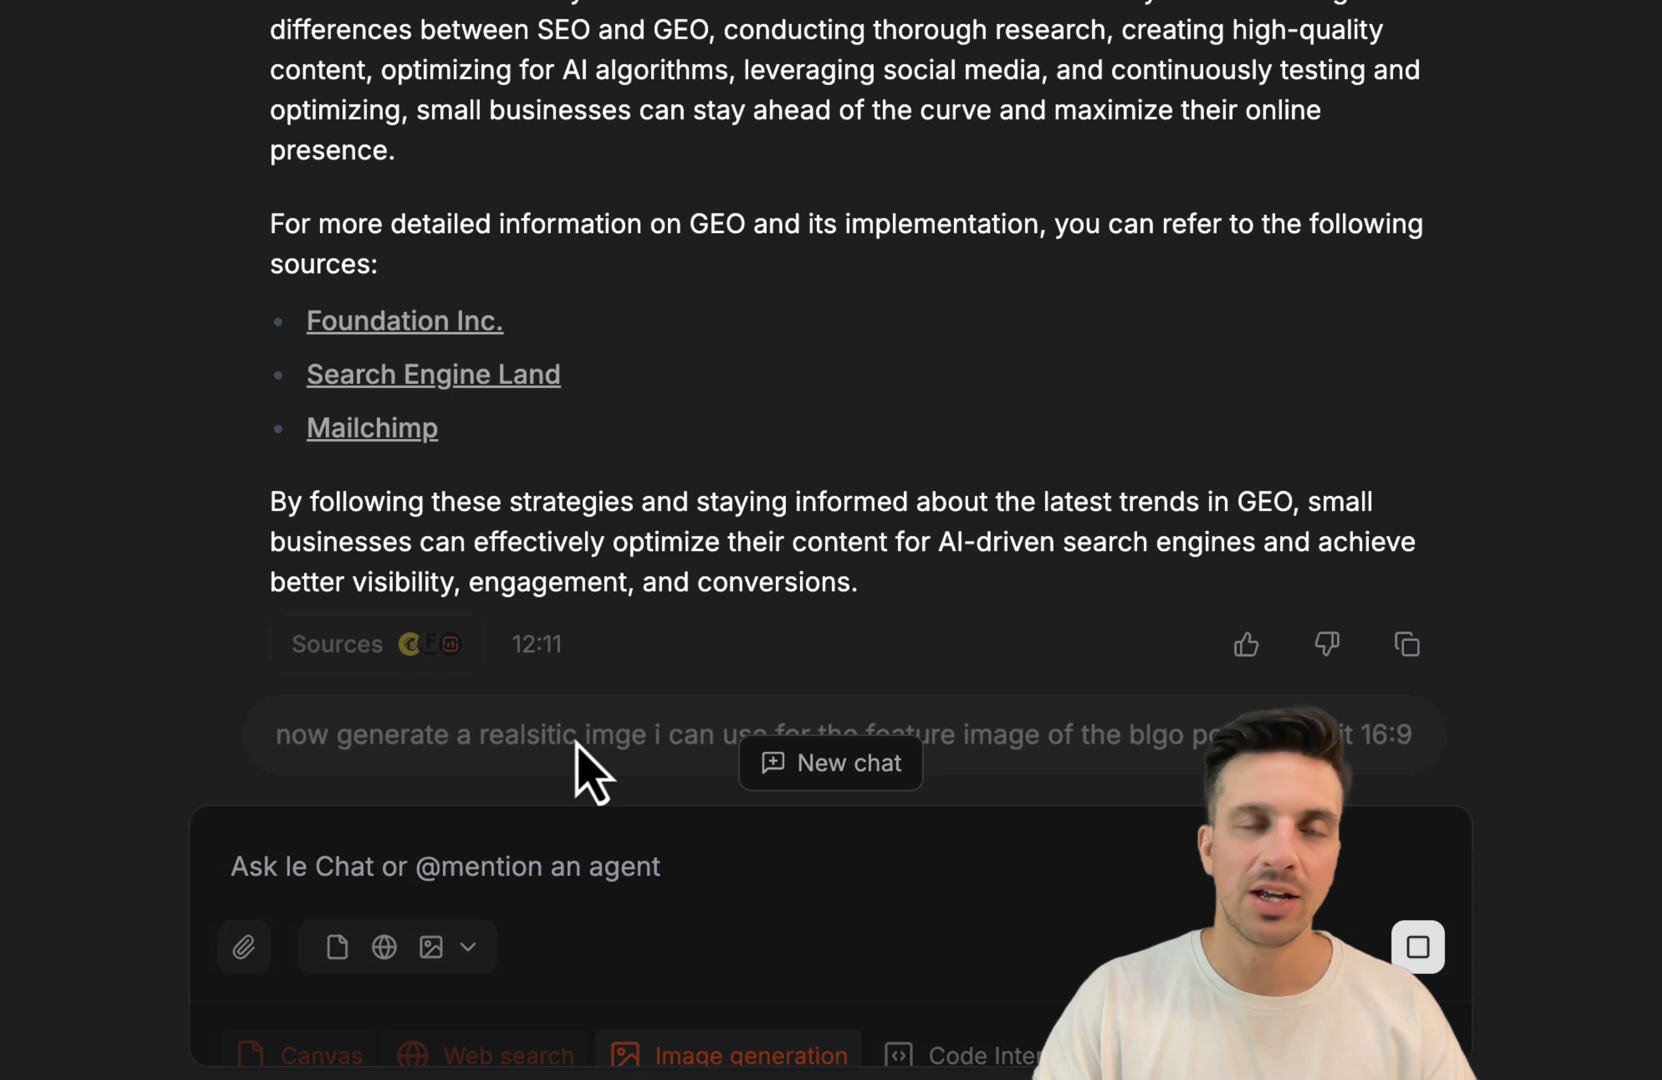 differences between SEO and GEO, conducting thorough research, creating high-quality
content, optimizing for AI algorithms, leveraging social media, and continuously testing and
optimizing, small businesses can stay ahead of the curve and maximize their online
presence.
For more detailed information on GEO and its implementation, you can refer to the following
sources:
Foundation Inc.
Search Engine Land
Mailchimp
By following these strategies and staying informed about the latest trends in GEO, small
businesses can effectively optimize their content for AI-driven search engines and achieve
better visibility, engagement, and conversions.
Sources 12:11
now generate a realsitic imge i can use for the feature image of the blgo 16:9
New chat
Ask le Chat or @mention an agent
Canvas Web search Image generation Code